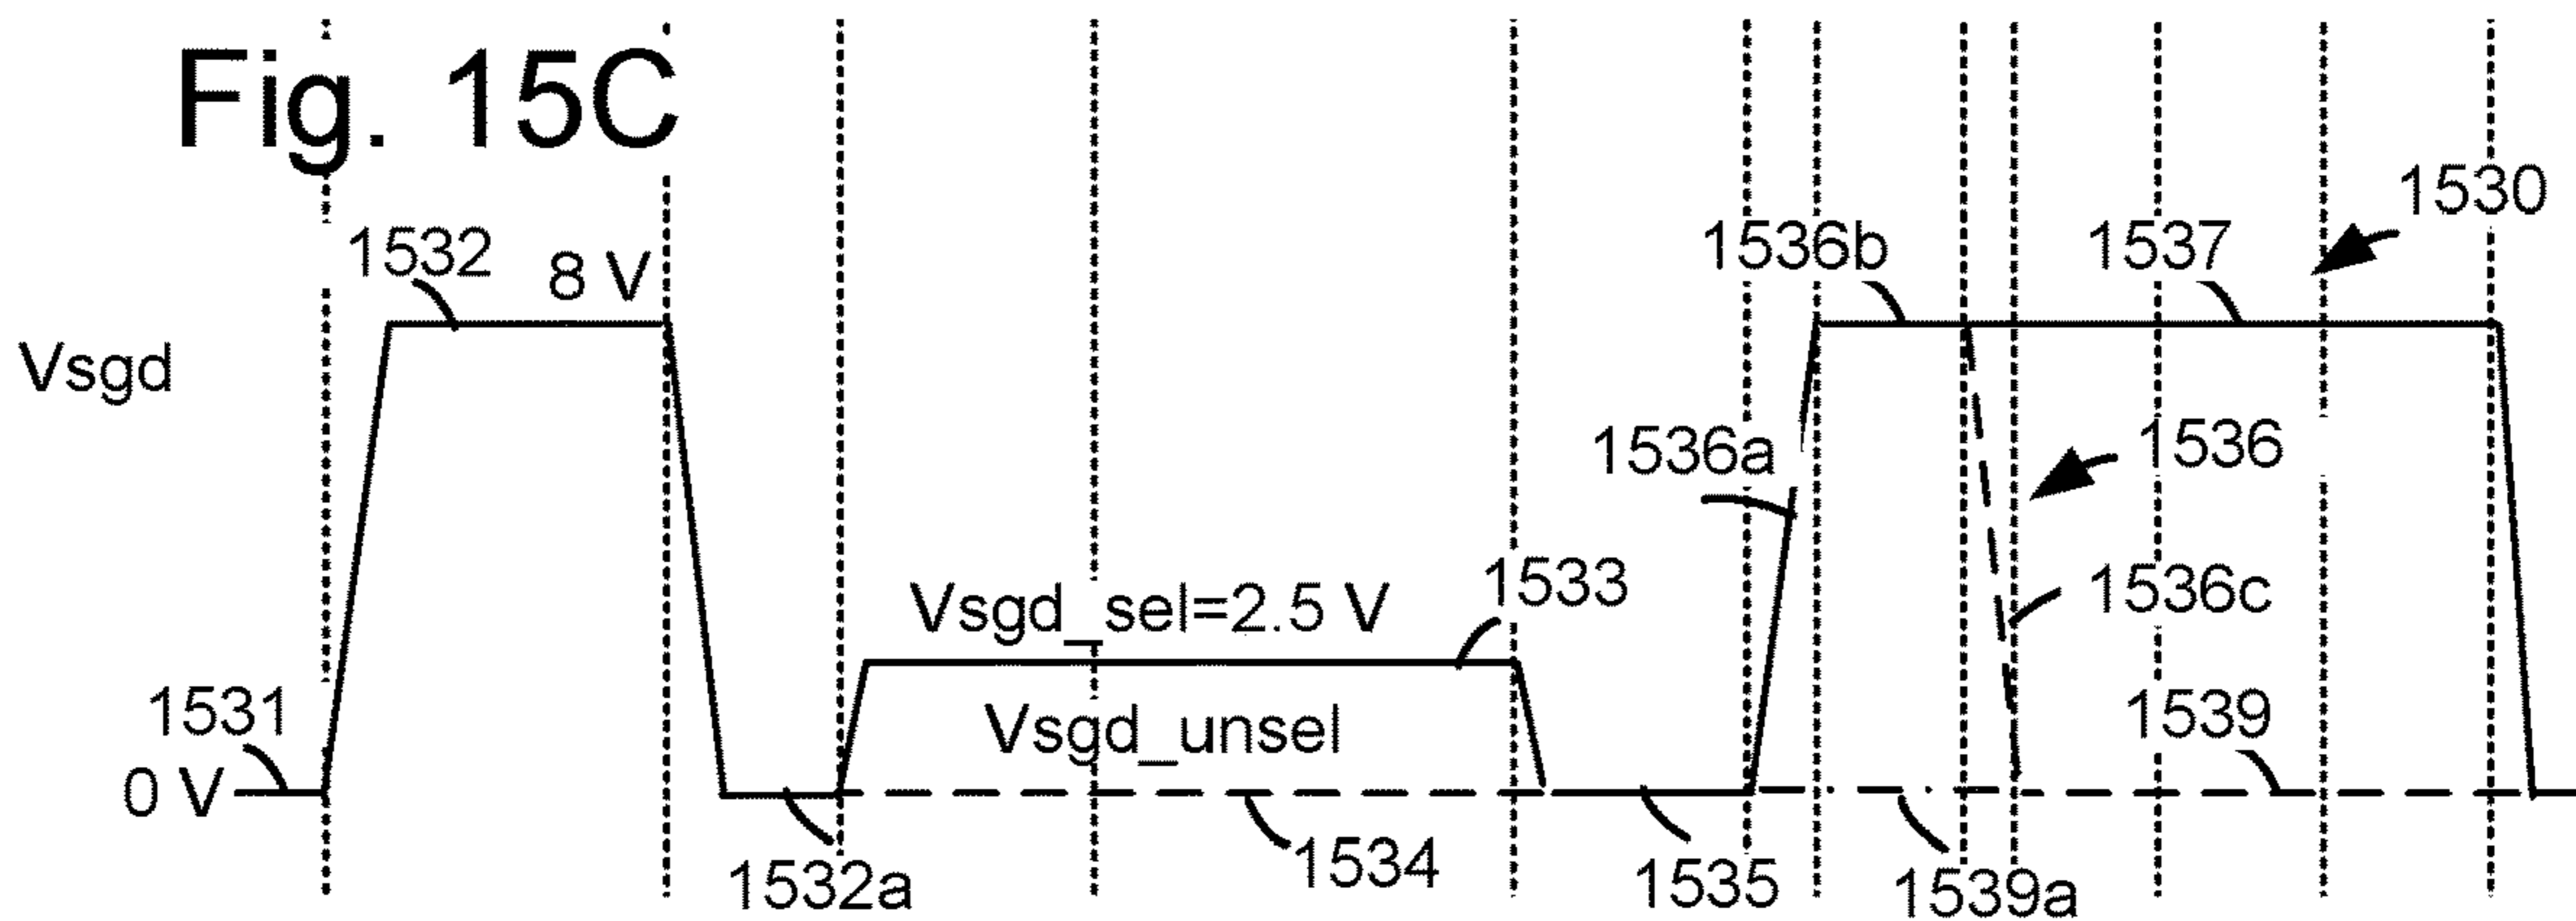 Fig. 15C
1530
1532
8 V
1536b
1537
Vsgd
1536
1536a
1533
1536c
Vsgd_sel=2.5 V
1531
Vsgd_unsel
1539
0 V
1534
1532a
1535
1539a